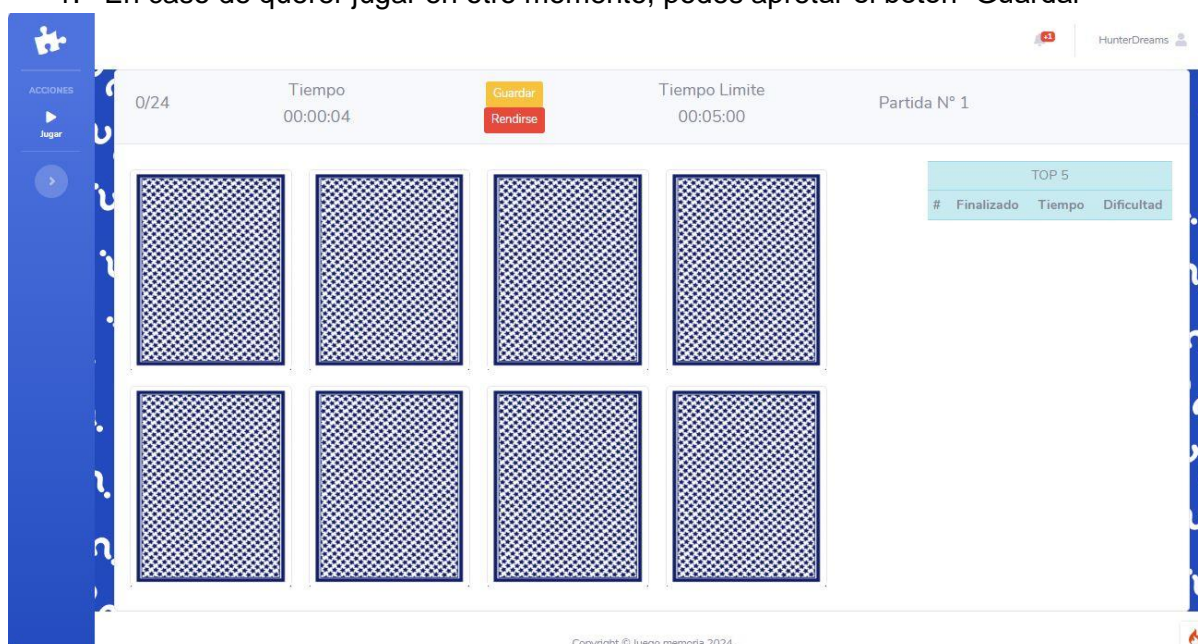 En caso de querer jugar en otro momento, podes apretar el botón "Guardar"
+1
HunterDreams
ACCIONES
Jugar
0/24
Tiempo
00:00:04
Guardar
Rendirse
Tiempo Limite
00:05:00
Partida N° 1
TOP 5
# Finalizado Tiempo Dificultad
Copyright © Juego memoria 2024